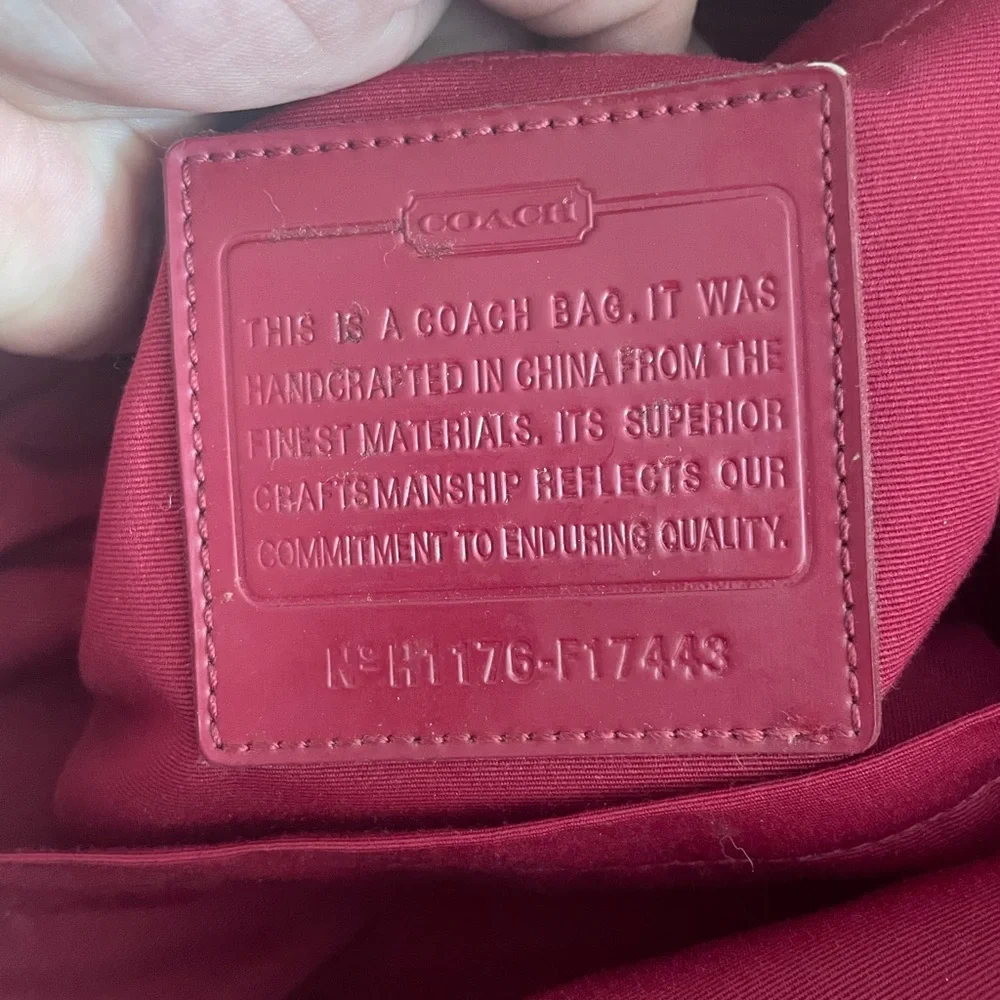 COACH
THIS IS A COACH BAG. IT WAS
HANDCRAFTED IN CHINA FROM THE
FINEST MATERIALS. ITS SUPERIOR
CRAFTSMANSHIP REFLECTS OUR
COMMITMENT TO ENDURING QUALITY.
Nº H1176-F17443